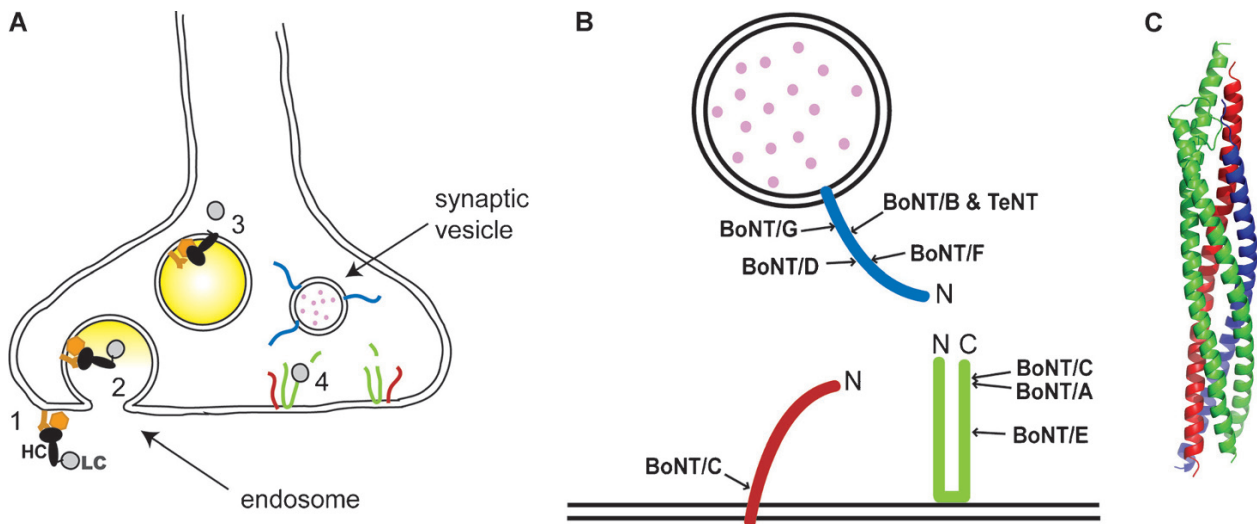 A
synaptic
vesicle
3
2
4
1
HC
LC
endosome
B
BoNT/B & TeNT
BoNT/G
BoNT/F
BoNT/D
N
N
N C
BoNT/C
BoNT/A
BoNT/E
BoNT/C
C